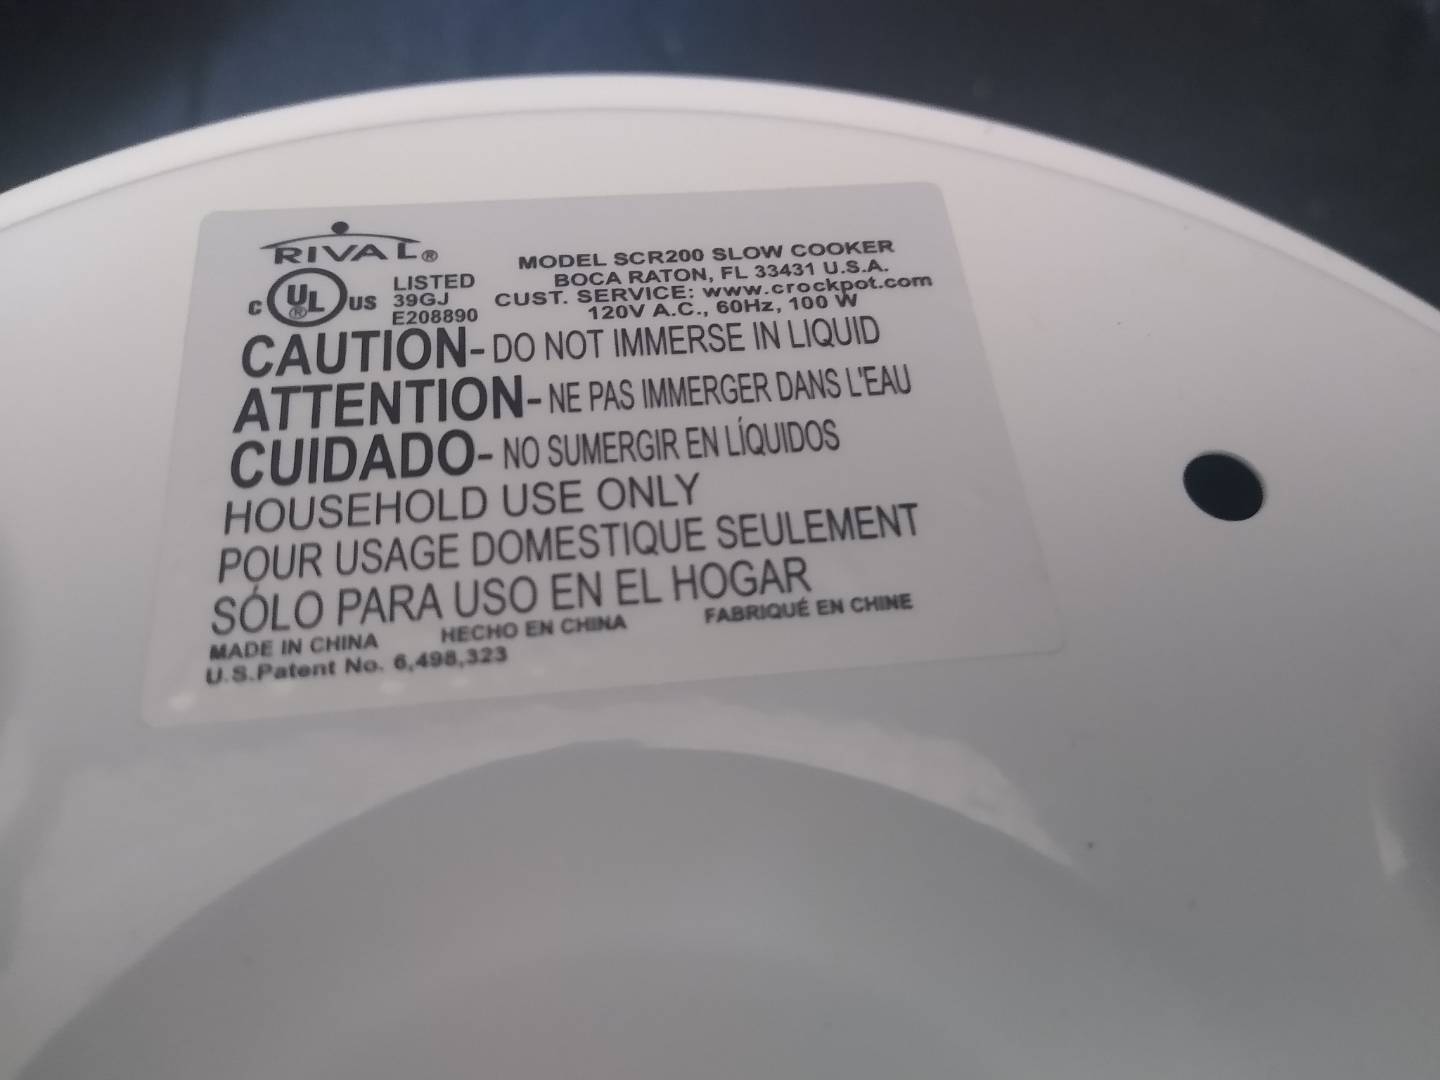 RIVAL®
MODEL SCR200 SLOW COOKER
BOCA RATON, FL 33431 U.S.A.
CUST. SERVICE: www.crockpot.com
120V A.C., 60Hz, 100 W
C UL® US
LISTED
39GJ
E208890
CAUTION- DO NOT IMMERSE IN LIQUID
ATTENTION- NE PAS IMMERGER DANS L'EAU
CUIDADO- NO SUMERGIR EN LÍQUIDOS
HOUSEHOLD USE ONLY
POUR USAGE DOMESTIQUE SEULEMENT
SÓLO PARA USO EN EL HOGAR
MADE IN CHINA HECHO EN CHINA FABRIQUÉ EN CHINE
U.S.Patent No. 6,498,323